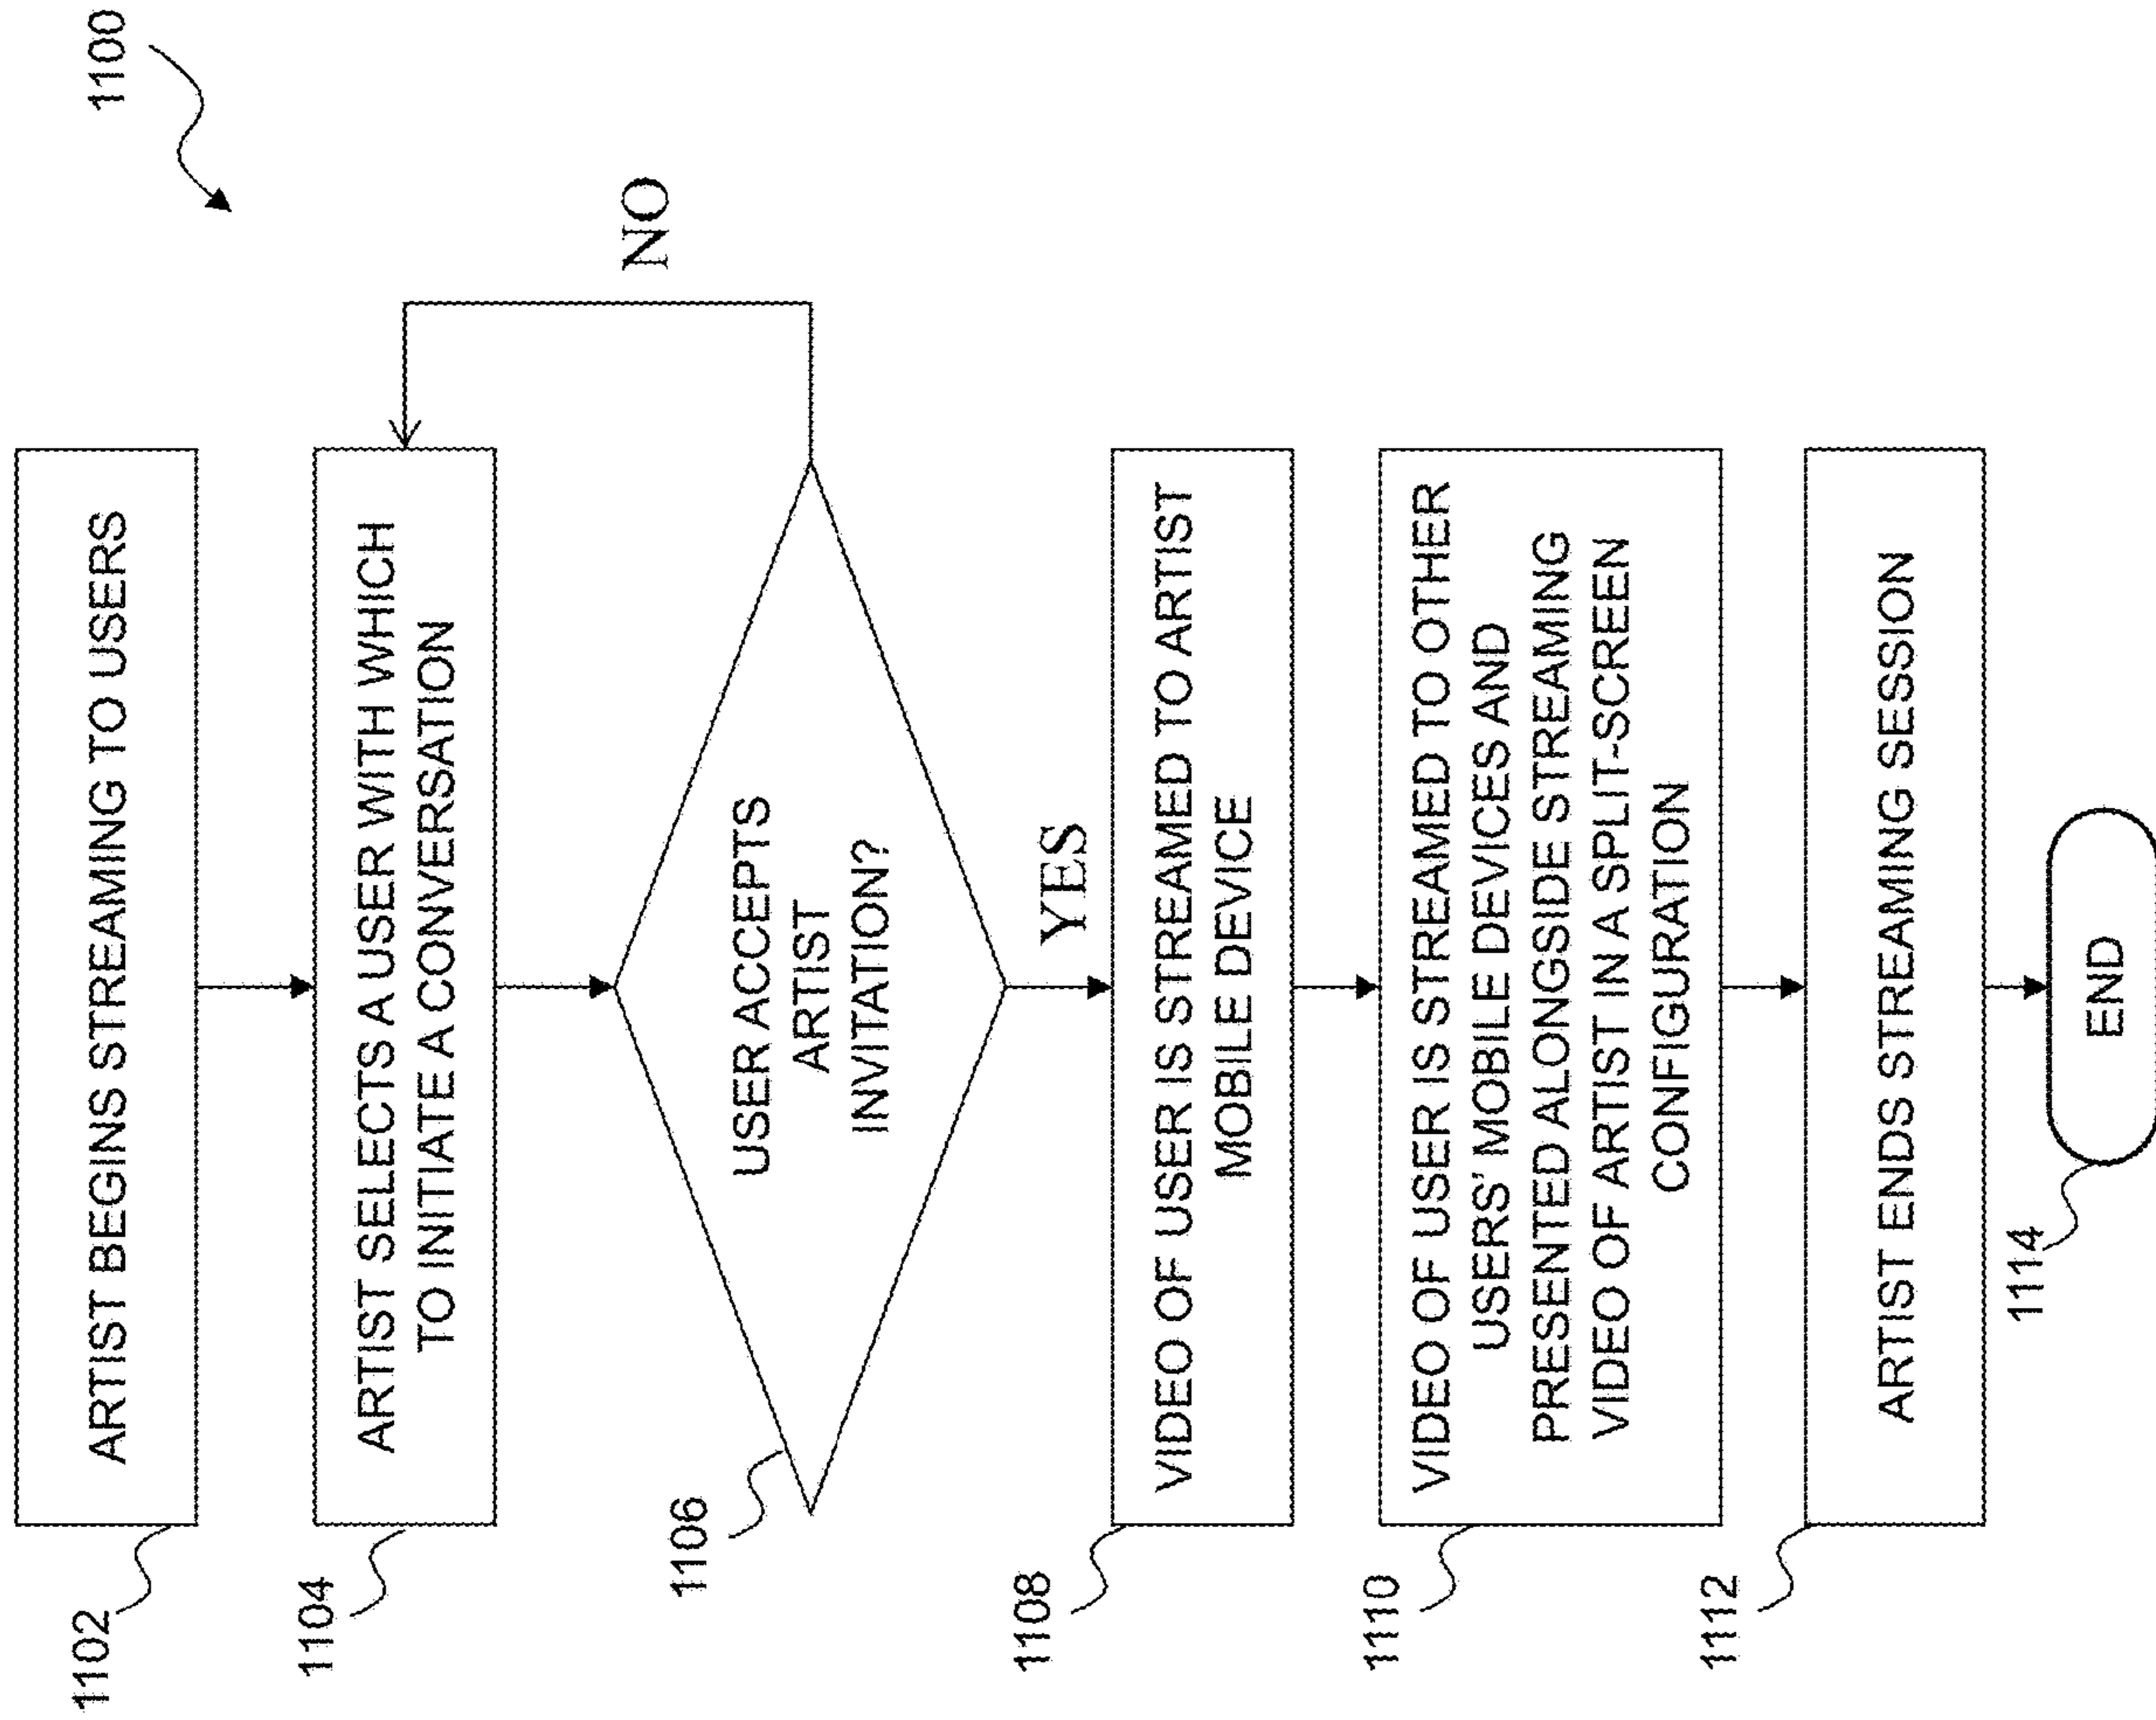 1100
1102
ARTIST BEGINS STREAMING TO USERS
1104
ARTIST SELECTS A USER WITH WHICH
TO INITIATE A CONVERSATION
1106
USER ACCEPTS
ARTIST
INVITATION?
NO
YES
1108
VIDEO OF USER IS STREAMED TO ARTIST
MOBILE DEVICE
1110
VIDEO OF USER IS STREAMED TO OTHER
USERS’ MOBILE DEVICES AND
PRESENTED ALONGSIDE STREAMING
VIDEO OF ARTIST IN A SPLIT-SCREEN
CONFIGURATION
1112
ARTIST ENDS STREAMING SESSION
1114
END